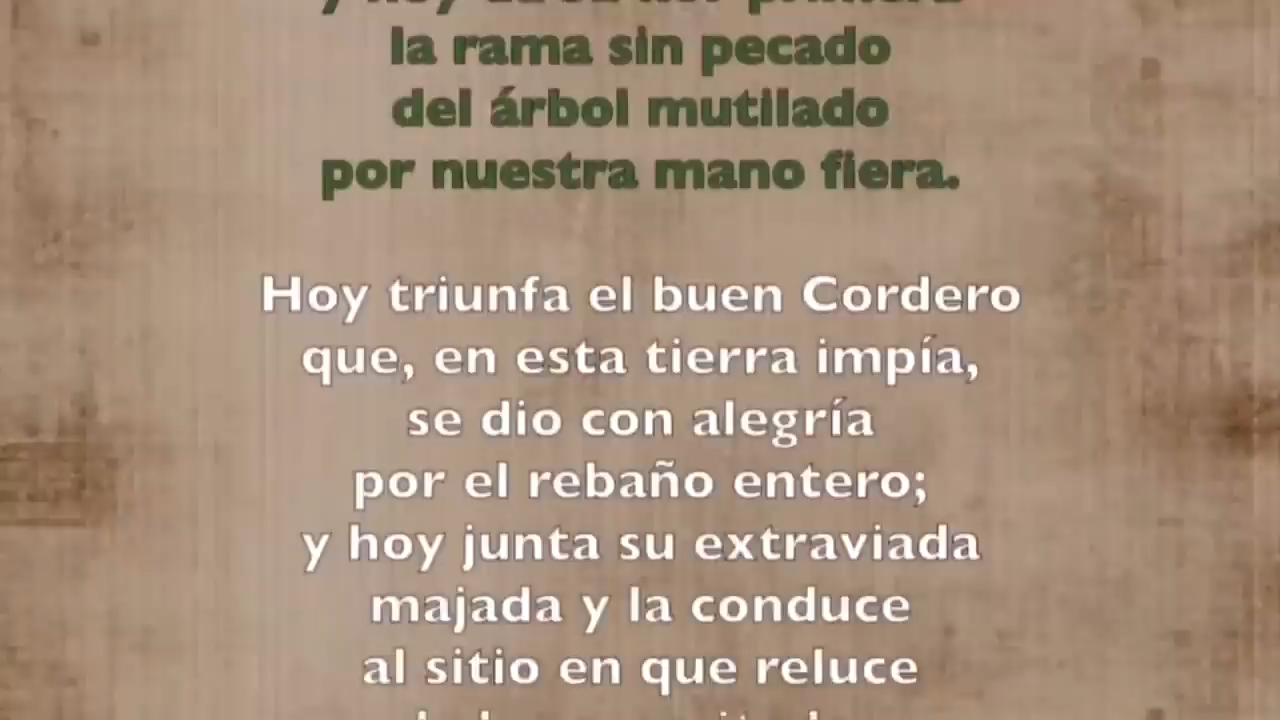 la rama sin pecado
del árbol mutilado
por nuestra mano fiera.
Hoy triunfa el buen Cordero
que, en esta tierra impía,
se dio con alegría
por el rebaño entero;
y hoy junta su extraviada
majada y la conduce
al sitio en que reluce